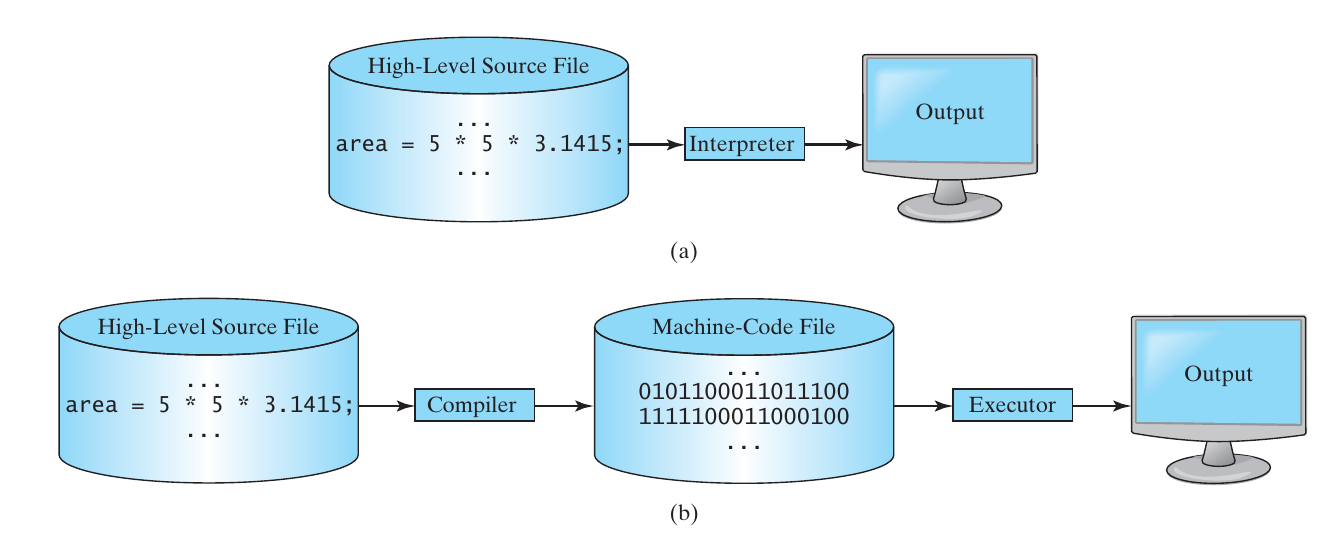 High-Level Source File
...
area = 5 * 5 * 3.1415;
...
Interpreter
Output
(a)
High-Level Source File
...
area = 5 * 5 * 3.1415;
...
Compiler
Machine-Code File
...
0101100011011100
1111100011000100
...
Executor
Output
(b)